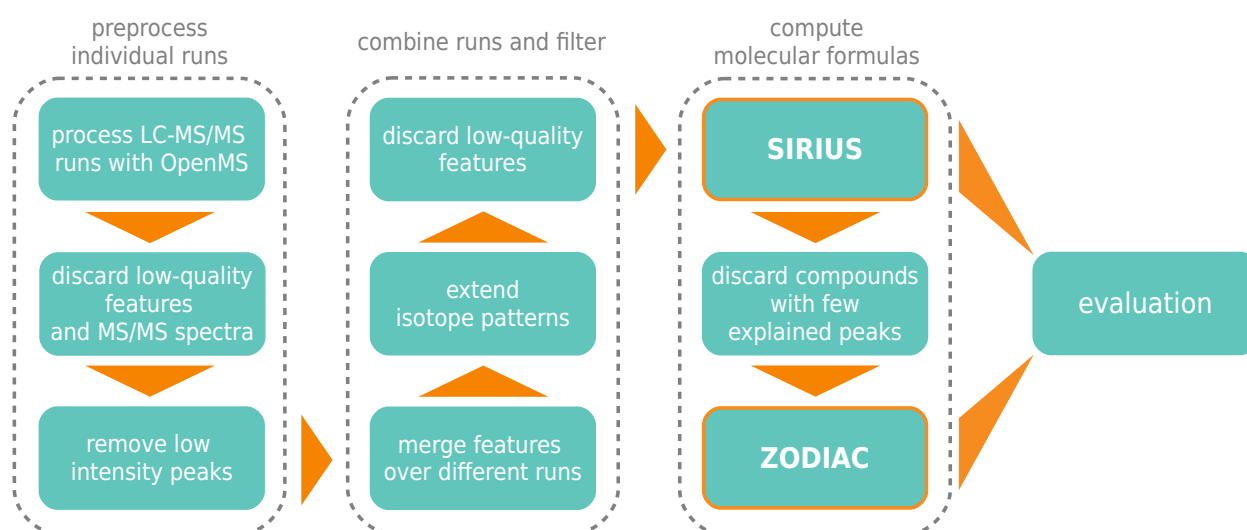 preprocess
individual runs
process LC-MS/MS
runs with OpenMS
discard low-quality
features
and MS/MS spectra
remove low
intensity peaks
combine runs and filter
discard low-quality
features
extend
isotope patterns
merge features
over different runs
compute
molecular formulas
SIRIUS
discard compounds
with few
explained peaks
ZODIAC
evaluation